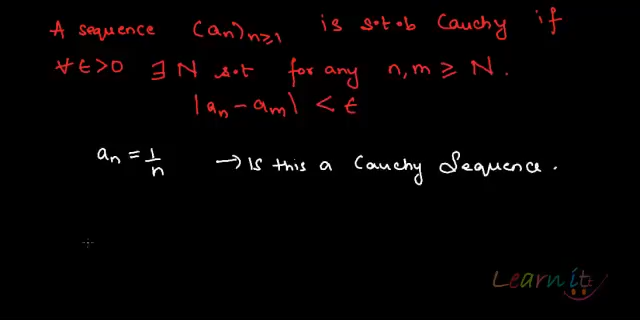 A sequence (an)n≥1 is s.t.b Cauchy if
∀ ϵ>0 ∃ N s.t for any n,m ≥ N.
|an - am| < ϵ
an = 1/n → Is this a Cauchy Sequence.
Learnit